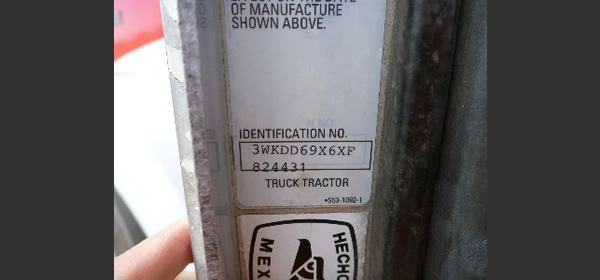 OF MANUFACTURE
SHOWN ABOVE.
IDENTIFICATION NO.
3WKDD69X6XF
824431
TRUCK TRACTOR
•S53-1092-1
HECHO
MEX